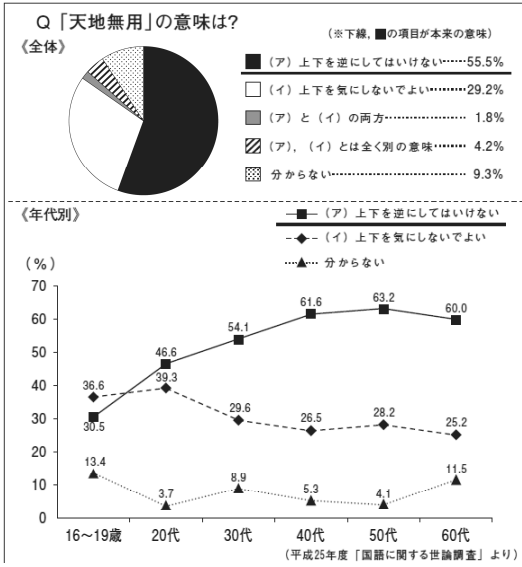 Q「天地無用」の意味は?
《全体》
(※下線,■の項目が本来の意味)
(ア)上下を逆にしてはいけない 55.5%
(イ)上下を気にしないでよい 29.2%
(ア)と(イ)の両方 1.8%
(ア),(イ)とは全く別の意味 4.2%
分からない 9.3%
《年代別》
(ア)上下を逆にしてはいけない
(イ)上下を気にしないでよい
分からない
(%)
70
60
50
40
30
20
10
0
30.5 46.6 54.1 61.6 63.2 60.0
36.6 39.3 29.6 26.5 28.2 25.2
13.4 3.7 8.9 5.3 4.1 11.5
16〜19歳 20代 30代 40代 50代 60代
(平成25年度「国語に関する世論調査」より)